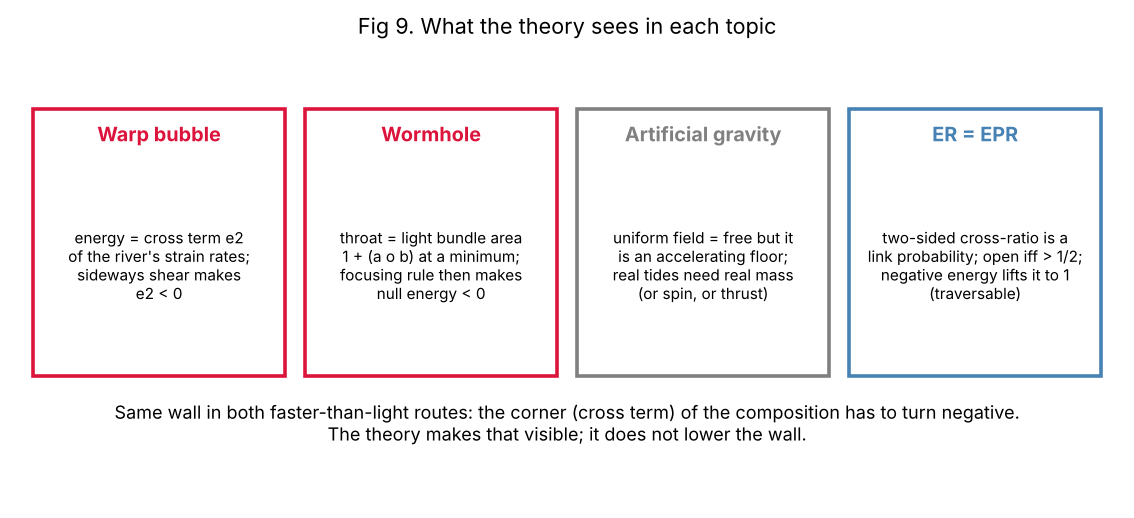 Fig 9. What the theory sees in each topic
Warp bubble
energy = cross term e2
of the river's strain rates;
sideways shear makes
e2 < 0
Wormhole
throat = light bundle area
1 + (a o b) at a minimum;
focusing rule then makes
null energy < 0
Artificial gravity
uniform field = free but it
is an accelerating floor;
real tides need real mass
(or spin, or thrust)
ER = EPR
two-sided cross-ratio is a
link probability; open iff > 1/2;
negative energy lifts it to 1
(traversable)
Same wall in both faster-than-light routes: the corner (cross term) of the composition has to turn negative.
The theory makes that visible; it does not lower the wall.